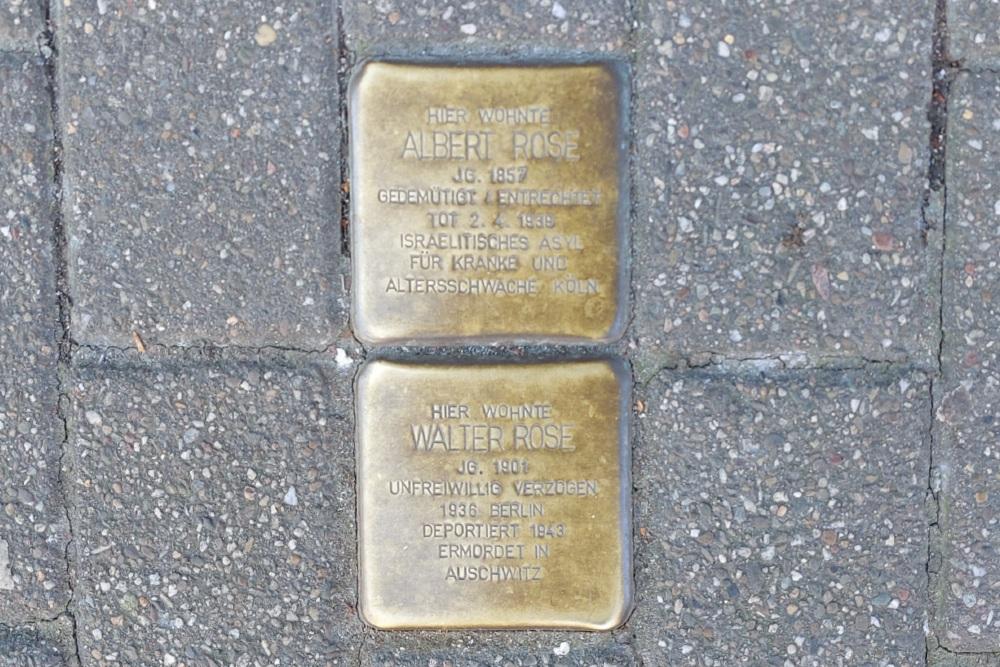 HIER WOHNTE
ALBERT ROSE
JG. 1857
GEDEMÜTIGT / ENTRECHTET
TOT 2. 4. 1939
ISRAELITISCHES ASYL
FÜR KRANKE UND
ALTERSSCHWACHE KÖLN
HIER WOHNTE
WALTER ROSE
JG. 1901
UNFREIWILLIG VERZOGEN
1936 BERLIN
DEPORTIERT 1943
ERMORDET IN
AUSCHWITZ